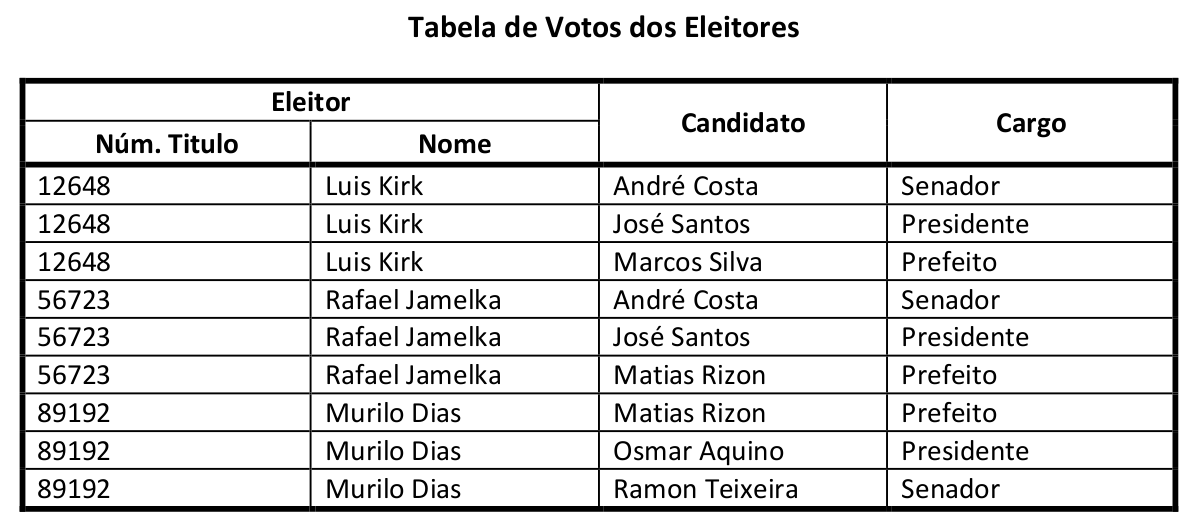 Tabela de Votos dos Eleitores
Eleitor Candidato Cargo
Núm. Titulo Nome
12648 Luis Kirk André Costa Senador
12648 Luis Kirk José Santos Presidente
12648 Luis Kirk Marcos Silva Prefeito
56723 Rafael Jamelka André Costa Senador
56723 Rafael Jamelka José Santos Presidente
56723 Rafael Jamelka Matias Rizon Prefeito
89192 Murilo Dias Matias Rizon Prefeito
89192 Murilo Dias Osmar Aquino Presidente
89192 Murilo Dias Ramon Teixeira Senador